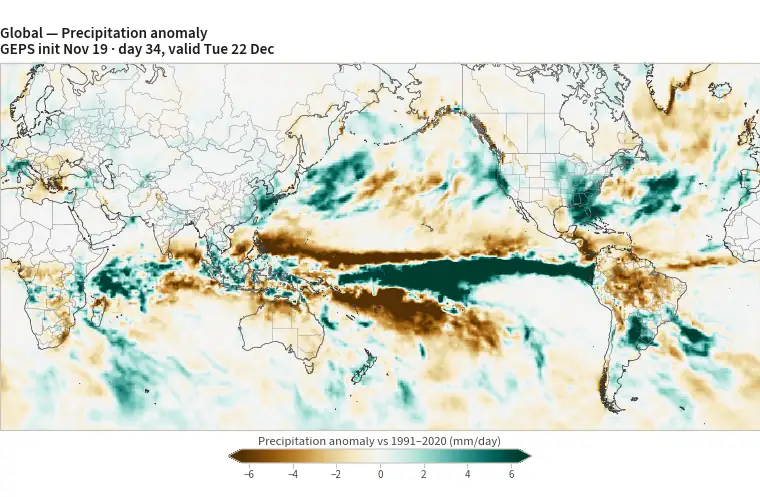 Global — Precipitation anomaly
GEPS init Nov 19 · day 34, valid Tue 22 Dec
Precipitation anomaly vs 1991–2020 (mm/day)
−6 −4 −2 0 2 4 6